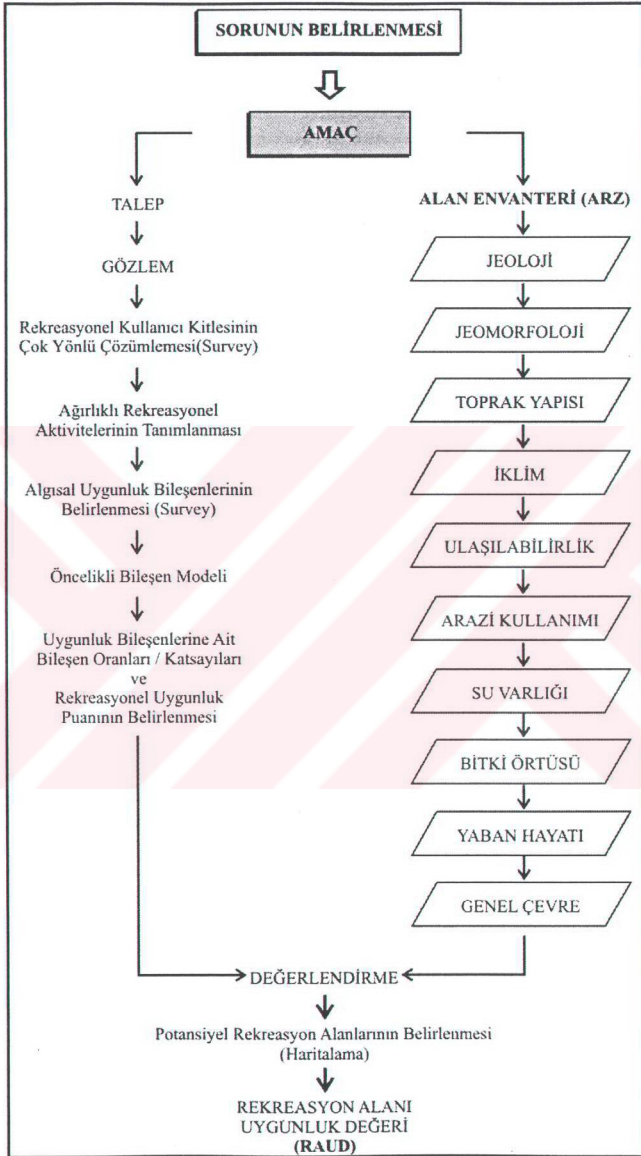 SORUNUN BELİRLENMESİ
AMAÇ
TALEP
GÖZLEM
Rekreasyonel Kullanıcı Kitlesinin
Çok Yönlü Çözümlemesi(Survey)
Ağırlıklı Rekreasyonel
Aktivitelerinin Tanımlanması
Algısal Uygunluk Bileşenlerinin
Belirlenmesi (Survey)
Öncelikli Bileşen Modeli
Uygunluk Bileşenlerine Ait
Bileşen Oranları / Katsayıları
ve
Rekreasyonel Uygunluk
Puanının Belirlenmesi
ALAN ENVANTERİ (ARZ)
JEOLOJİ
JEOMORFOLOJİ
TOPRAK YAPISI
İKLİM
ULAŞILABİLİRLİK
ARAZİ KULLANIMI
SU VARLIĞI
BİTKİ ÖRTÜSÜ
YABAN HAYATI
GENEL ÇEVRE
DEĞERLENDİRME
Potansiyel Rekreasyon Alanlarının Belirlenmesi
(Haritalama)
REKREASYON ALANI
UYGUNLUK DEĞERİ
(RAUD)